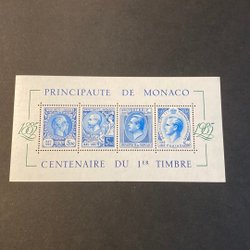 PRINCIPAUTE DE MONACO
1885 1985
CENTENAIRE DU 1ER TIMBRE